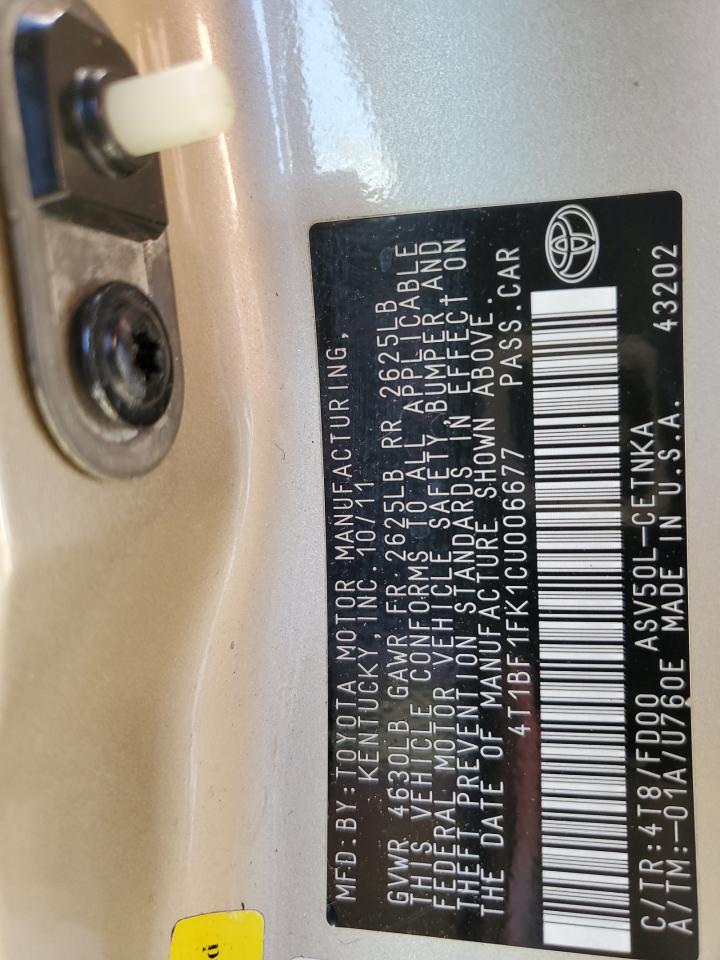 MFD.BY:TOYOTA MOTOR MANUFACTURING,
KENTUCKY, INC. 10/11
GVWR 4630LB GAWR FR 2625LB RR 2625LB
THIS VEHICLE CONFORMS TO ALL APPLICABLE
FEDERAL MOTOR VEHICLE SAFETY, BUMPER AND
THEFT PREVENTION STANDARDS IN EFFECT ON
THE DATE OF MANUFACTURE SHOWN ABOVE.
4T1BF1FK1CU006677 PASS.CAR
C/TR:4T8/FD00 ASV50L-CETNKA
A/TM:-01A/U760E MADE IN U.S.A. 43202